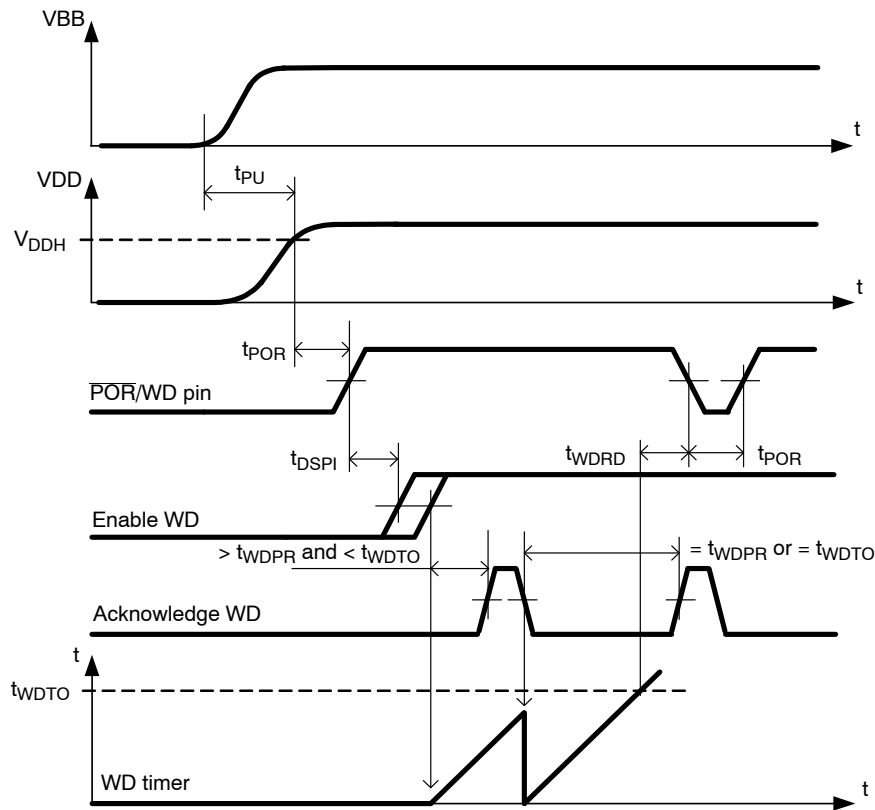 VBB
t
VDD
tPU
VDDH
t
tPOR
POR/WD pin
tDSPI
tWDRD
tPOR
Enable WD
> tWDPR and < tWDTO
= tWDPR or = tWDTO
Acknowledge WD
t
tWDTO
WD timer
t